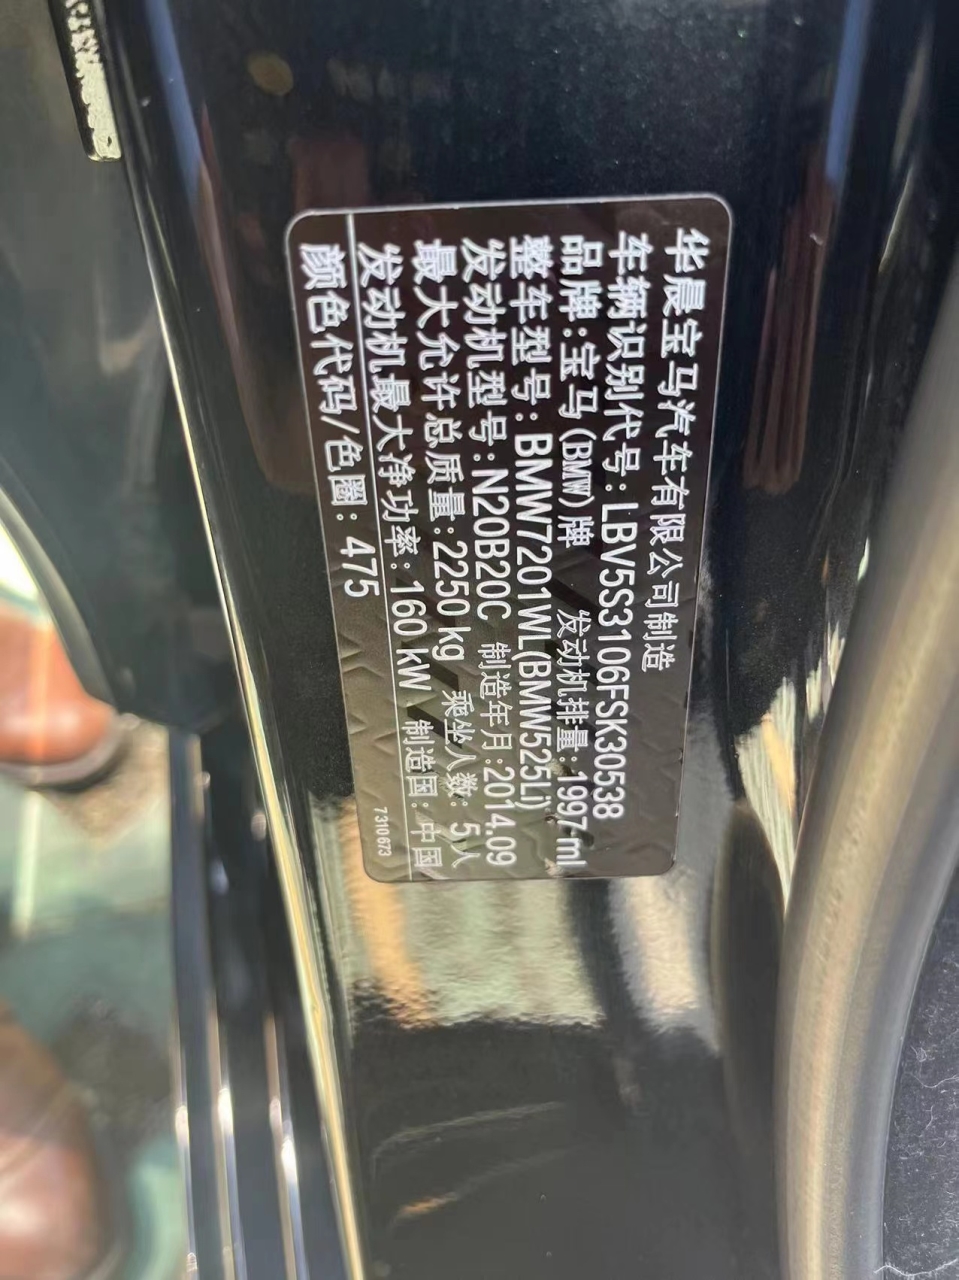 华晨宝马汽车有限公司制造
车辆识别代号：LBV5S3106FSK30538
品牌：宝马(BMW)牌 发动机排量：1997 ml
整车型号：BMW7201WL(BMW525Li)
发动机型号：N20B20C 制造年月：2014.09
最大允许总质量：2250 kg 乘坐人数：5人
发动机最大净功率：160 kW 制造国：中国
颜色代码/色圈：475
7310673